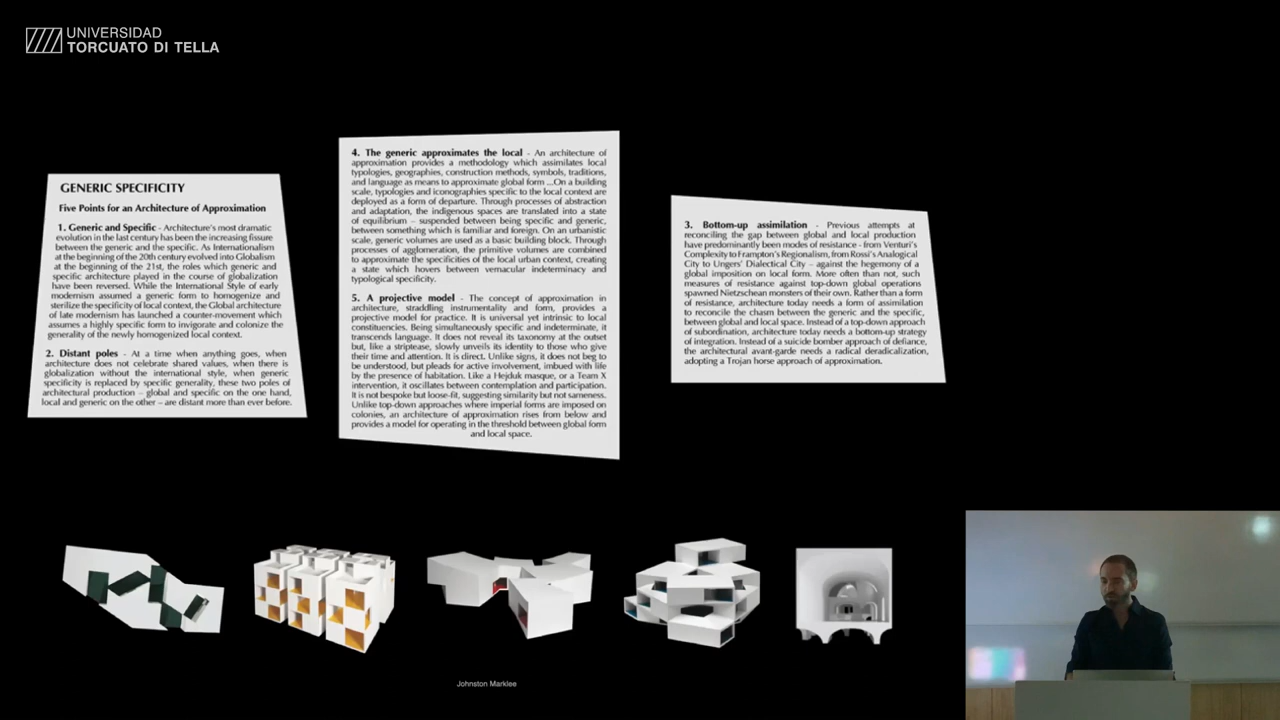 UNIVERSIDAD
TORCUATO DI TELLA
GENERIC SPECIFICITY
Five Points for an Architecture of Approximation
1. Generic and Specific - Architecture's most dramatic
evolution in the last century has been the increasing fissure
between the generic and the specific. As Internationalism
at the beginning of the 20th century evolved into Globalism
at the beginning of the 21st, the roles which generic and
specific architecture played in the course of globalization
have been reversed. While the International Style of early
modernism assumed a generic form to homogenize and
sterilize the specificity of local context, the Global architecture
of late modernism has launched a counter-movement which
assumes a highly specific form to invigorate and colonize the
generality of the newly homogenized local context.
2. Distant poles - At a time when anything goes, when
architecture does not celebrate shared values, when there is
globalization without the international style, when generic
specificity is replaced by specific generality, these two poles of
architectural production – global and specific on the one hand,
local and generic on the other – are distant more than ever before.
4. The generic approximates the local - An architecture of
approximation provides a methodology which assimilates local
typologies, geographies, construction methods, symbols, traditions,
and language as means to approximate global form ...On a building
scale, typologies and iconographies specific to the local context are
deployed as a form of departure. Through processes of abstraction
and adaptation, the indigenous spaces are translated into a state
of equilibrium – suspended between being specific and generic,
between something which is familiar and foreign. On an urbanistic
scale, generic volumes are used as a basic building block. Through
processes of agglomeration, the primitive volumes are combined
to approximate the specificities of the local urban context, creating
a state which hovers between vernacular indeterminacy and
typological specificity.
5. A projective model - The concept of approximation in
architecture, straddling instrumentality and form, provides a
projective model for practice. It is universal yet intrinsic to local
constituencies. Being simultaneously specific and indeterminate, it
transcends language. It does not reveal its taxonomy at the outset
but, like a striptease, slowly unveils its identity to those who give
their time and attention. It is direct. Unlike signs, it does not beg to
be understood, but pleads for active involvement, imbued with life
by the presence of habitation. Like a Hejduk masque, or a Team X
intervention, it oscillates between contemplation and participation.
It is not bespoke but loose-fit, suggesting similarity but not sameness.
Unlike top-down approaches where imperial forms are imposed on
colonies, an architecture of approximation rises from below and
provides a model for operating in the threshold between global form
and local space.
3. Bottom-up assimilation - Previous attempts at
reconciling the gap between global and local production
have predominantly been modes of resistance - from Venturi's
Complexity to Frampton's Regionalism, from Rossi's Analogical
City to Ungers' Dialectical City – against the hegemony of a
global imposition on local form. More often than not, such
measures of resistance against top-down global operations
spawned Nietzschean monsters of their own. Rather than a form
of resistance, architecture today needs a form of assimilation
to reconcile the chasm between the generic and the specific,
between global and local space. Instead of a top-down approach
of subordination, architecture today needs a bottom-up strategy
of integration. Instead of a suicide bomber approach of defiance,
the architectural avant-garde needs a radical deradicalization,
adopting a Trojan horse approach of approximation.
Johnston Marklee